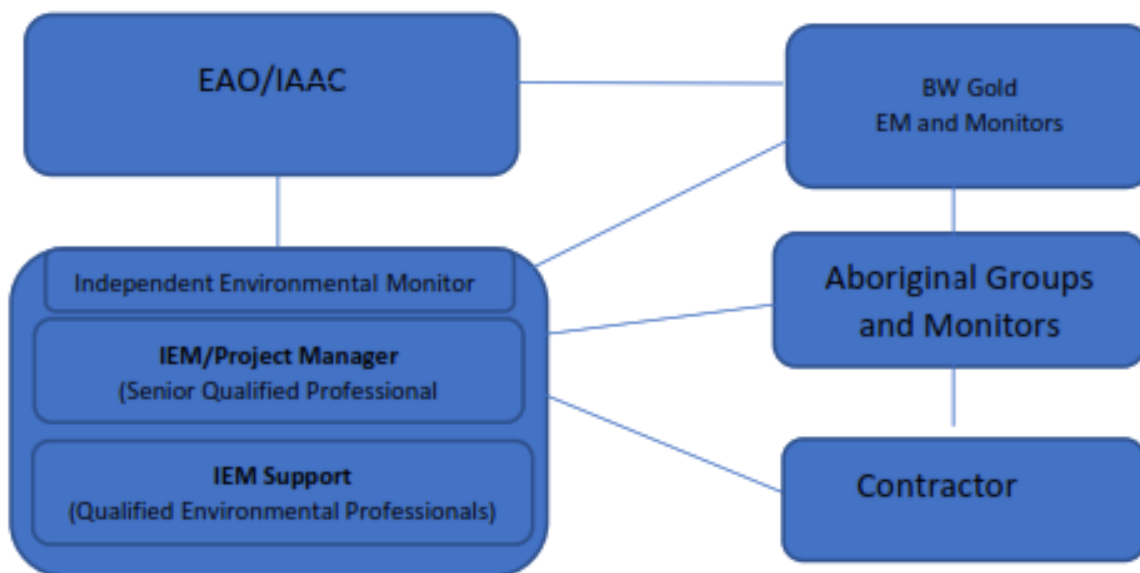 EAO/IAAC
BW Gold
EM and Monitors
Independent Environmental Monitor
IEM/Project Manager
(Senior Qualified Professional
IEM Support
(Qualified Environmental Professionals)
Aboriginal Groups
and Monitors
Contractor